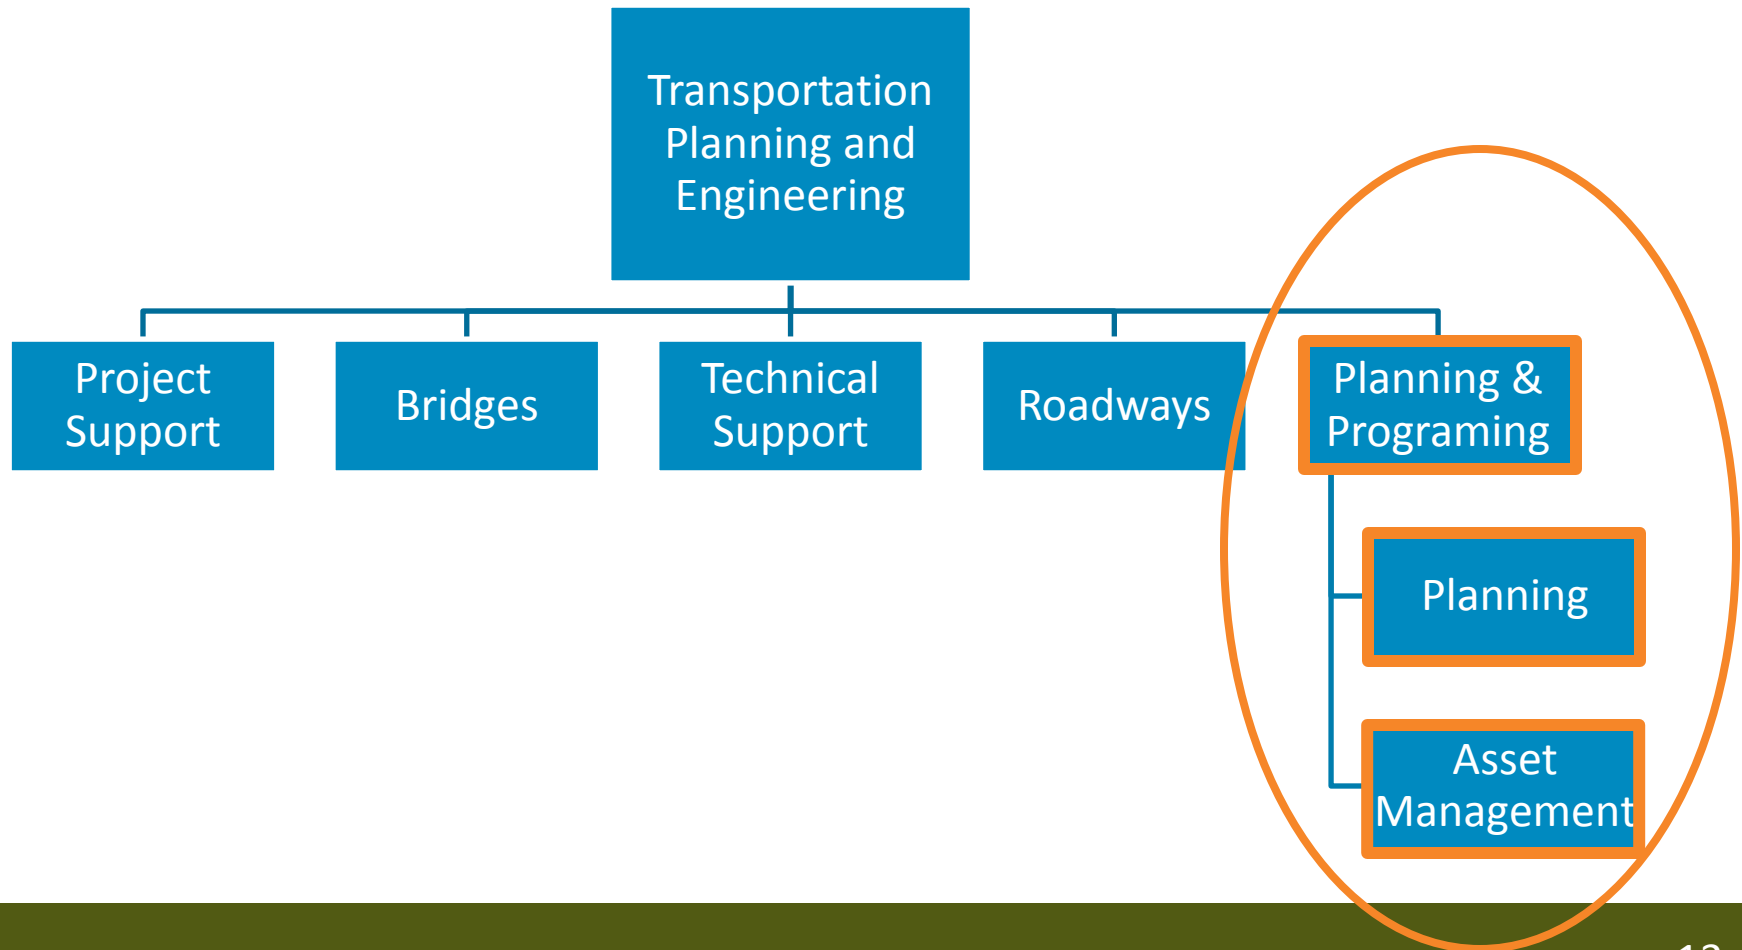 Transportation
Planning and
Engineering
Project
Support
Bridges
Technical
Support
Roadways
Planning &
Programing
Planning
Asset
Management